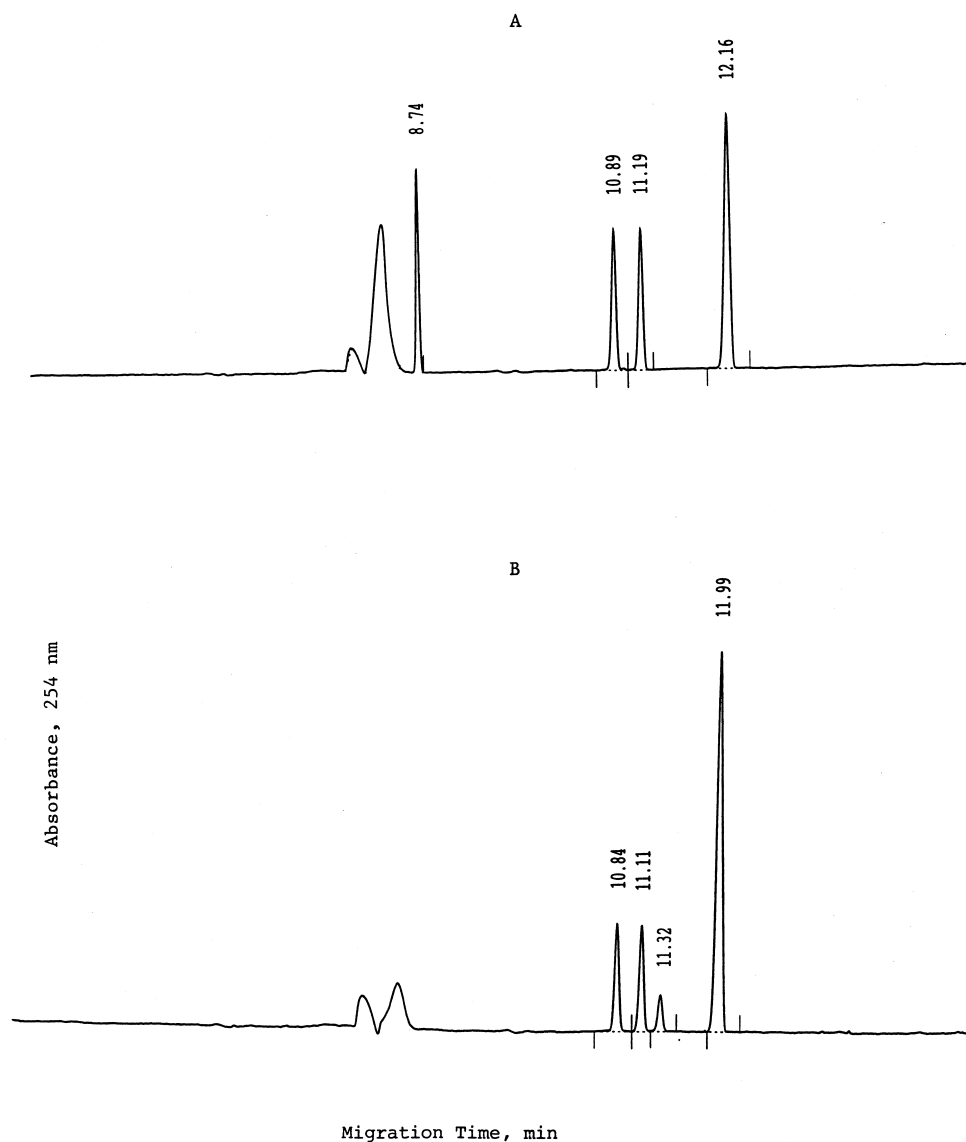 A
8.74
10.89
11.19
12.16
B
Absorbance, 254 nm
10.84
11.11
11.32
11.99
Migration Time, min